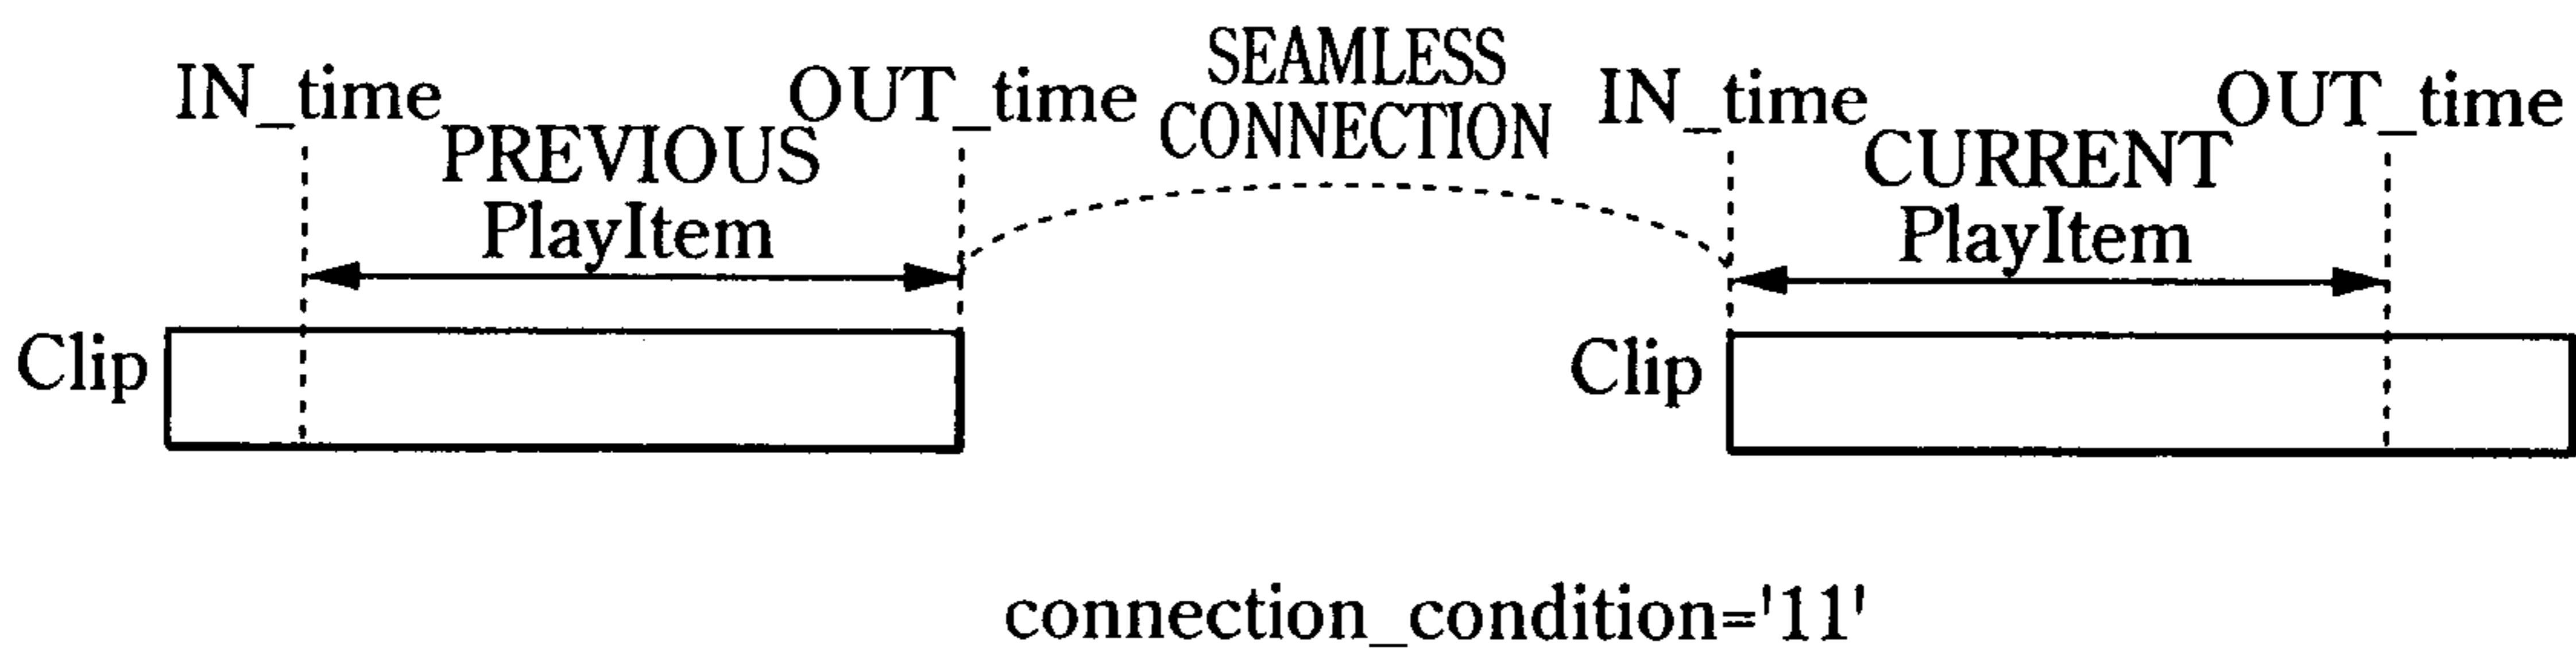 SEAMLESS
CONNECTION
IN_time
OUT_time
IN_time
OUT_time
PREVIOUS
PlayItem
CURRENT
PlayItem
Clip
Clip
connection_condition='11'